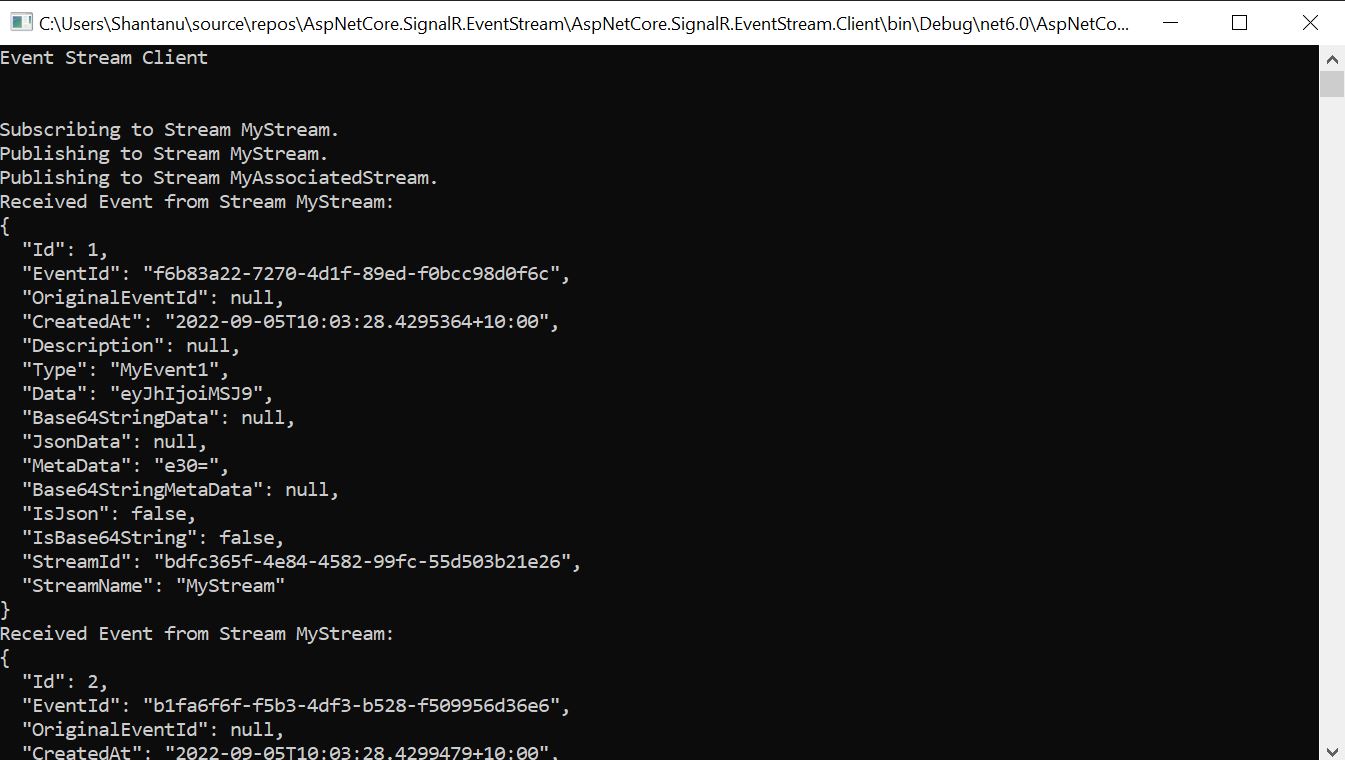 C:\Users\Shantanu\source\repos\AspNetCore.SignalR.EventStream\AspNetCore.SignalR.EventStream.Client\bin\Debug\net6.0\AspNetCo...
Event Stream Client
Subscribing to Stream MyStream.
Publishing to Stream MyStream.
Publishing to Stream MyAssociatedStream.
Received Event from Stream MyStream:
{
  "Id": 1,
  "EventId": "f6b83a22-7270-4d1f-89ed-f0bcc98d0f6c",
  "OriginalEventId": null,
  "CreatedAt": "2022-09-05T10:03:28.4295364+10:00",
  "Description": null,
  "Type": "MyEvent1",
  "Data": "eyJhIjoiMSJ9",
  "Base64StringData": null,
  "JsonData": null,
  "MetaData": "e30=",
  "Base64StringMetaData": null,
  "IsJson": false,
  "IsBase64String": false,
  "StreamId": "bdfc365f-4e84-4582-99fc-55d503b21e26",
  "StreamName": "MyStream"
}
Received Event from Stream MyStream:
{
  "Id": 2,
  "EventId": "b1fa6f6f-f5b3-4df3-b528-f509956d36e6",
  "OriginalEventId": null,
  "CreatedAt": "2022-09-05T10:03:28.4299479+10:00",